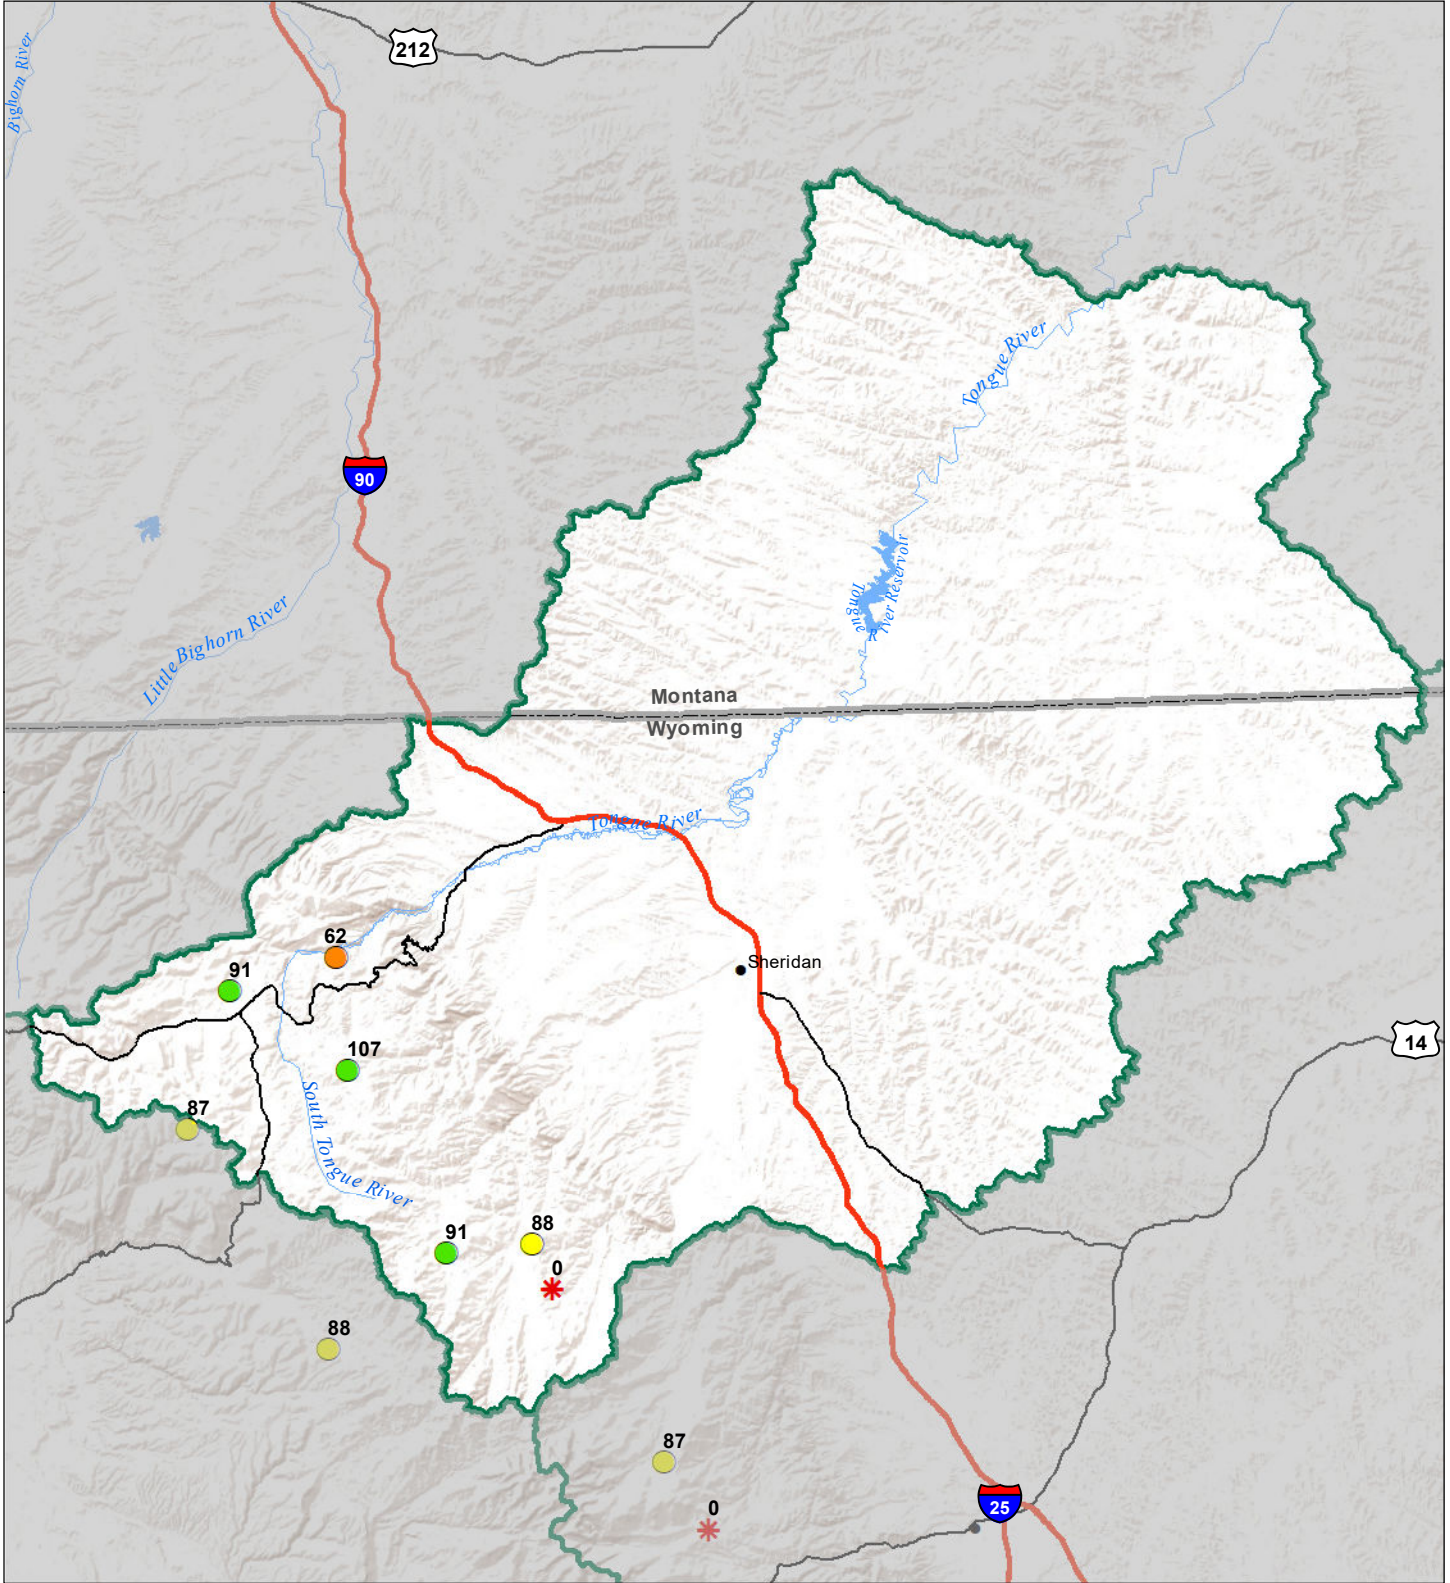 212
Bighorn River
Tongue River
90
Tongue
River Reservoir
Little Bighorn River
Montana
Wyoming
Tongue River
62
Sheridan
91
14
107
87
South Tongue River
91
88
0
88
87
25
0